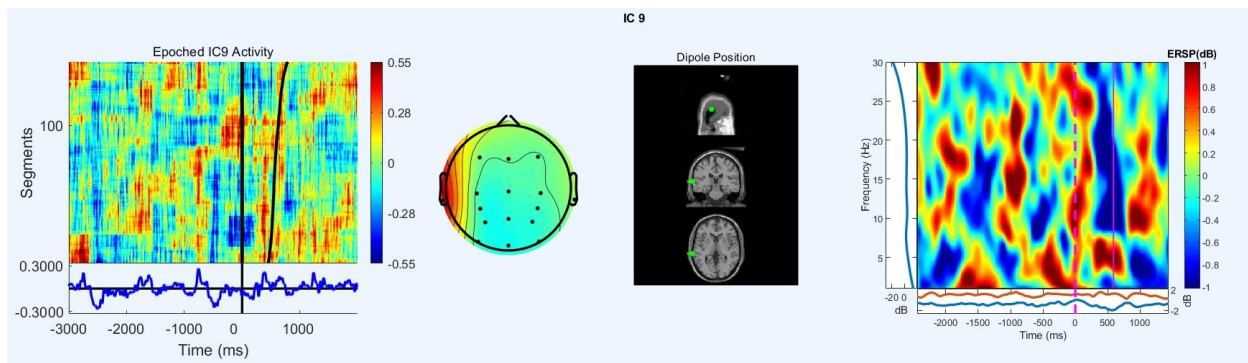 IC 9
Epoched IC9 Activity
Segments
100
0.55
0.28
0
-0.28
-0.55
0.3000
-0.3000
-3000 -2000 -1000 0 1000
Time (ms)
Dipole Position
ERSP(dB)
Frequency (Hz)
30
25
20
15
10
5
1
0.8
0.6
0.4
0.2
0
-0.2
-0.4
-0.6
-0.8
-1
-20 0
dB
2
-2
dB
-2000 -1500 -1000 -500 0 500 1000
Time (ms)